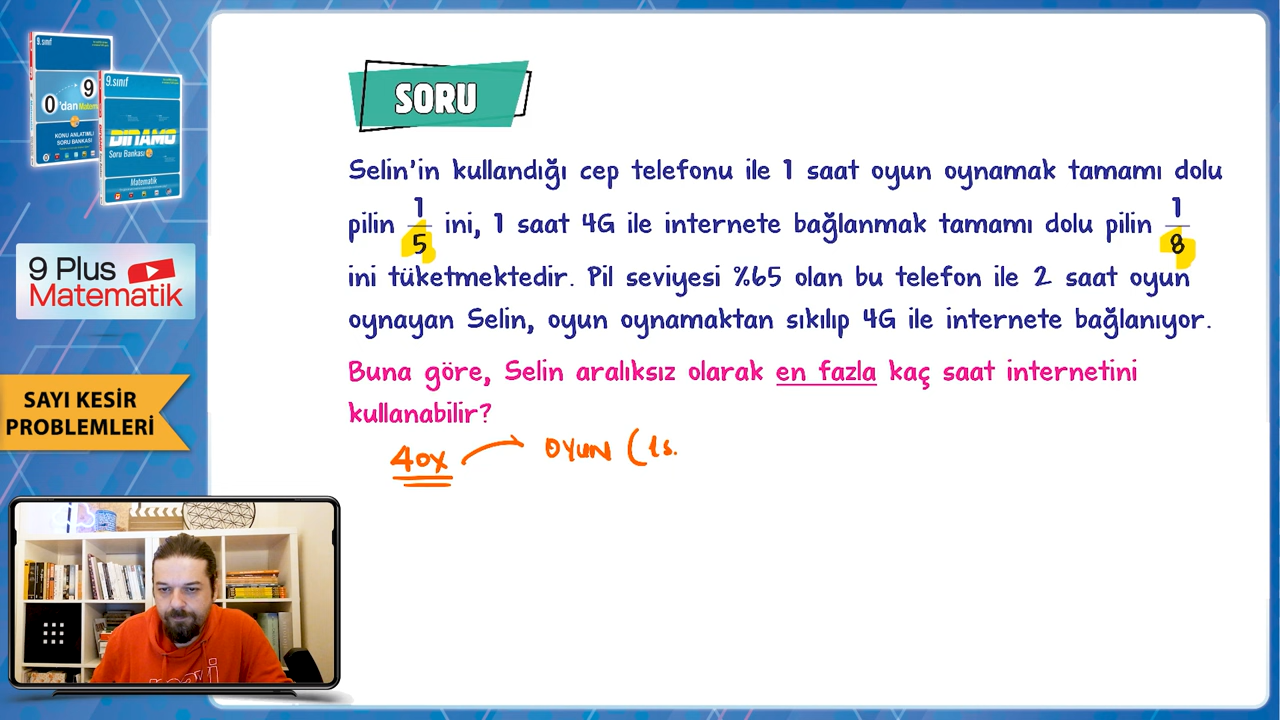 9.sınıf
0'dan 9
Matematik
KONU ANLATIMLI
SORU BANKASI
9.sınıf
DİNAMO
Soru Bankası
Matematik
9 Plus
Matematik
SAYI KESİR
PROBLEMLERİ
SORU
Selin'in kullandığı cep telefonu ile 1 saat oyun oynamak tamamı dolu
pilin 1/5 ini, 1 saat 4G ile internete bağlanmak tamamı dolu pilin 1/8
ini tüketmektedir. Pil seviyesi %65 olan bu telefon ile 2 saat oyun
oynayan Selin, oyun oynamaktan sıkılıp 4G ile internete bağlanıyor.
Buna göre, Selin aralıksız olarak en fazla kaç saat internetini
kullanabilir?
40x → OYUN (1s.